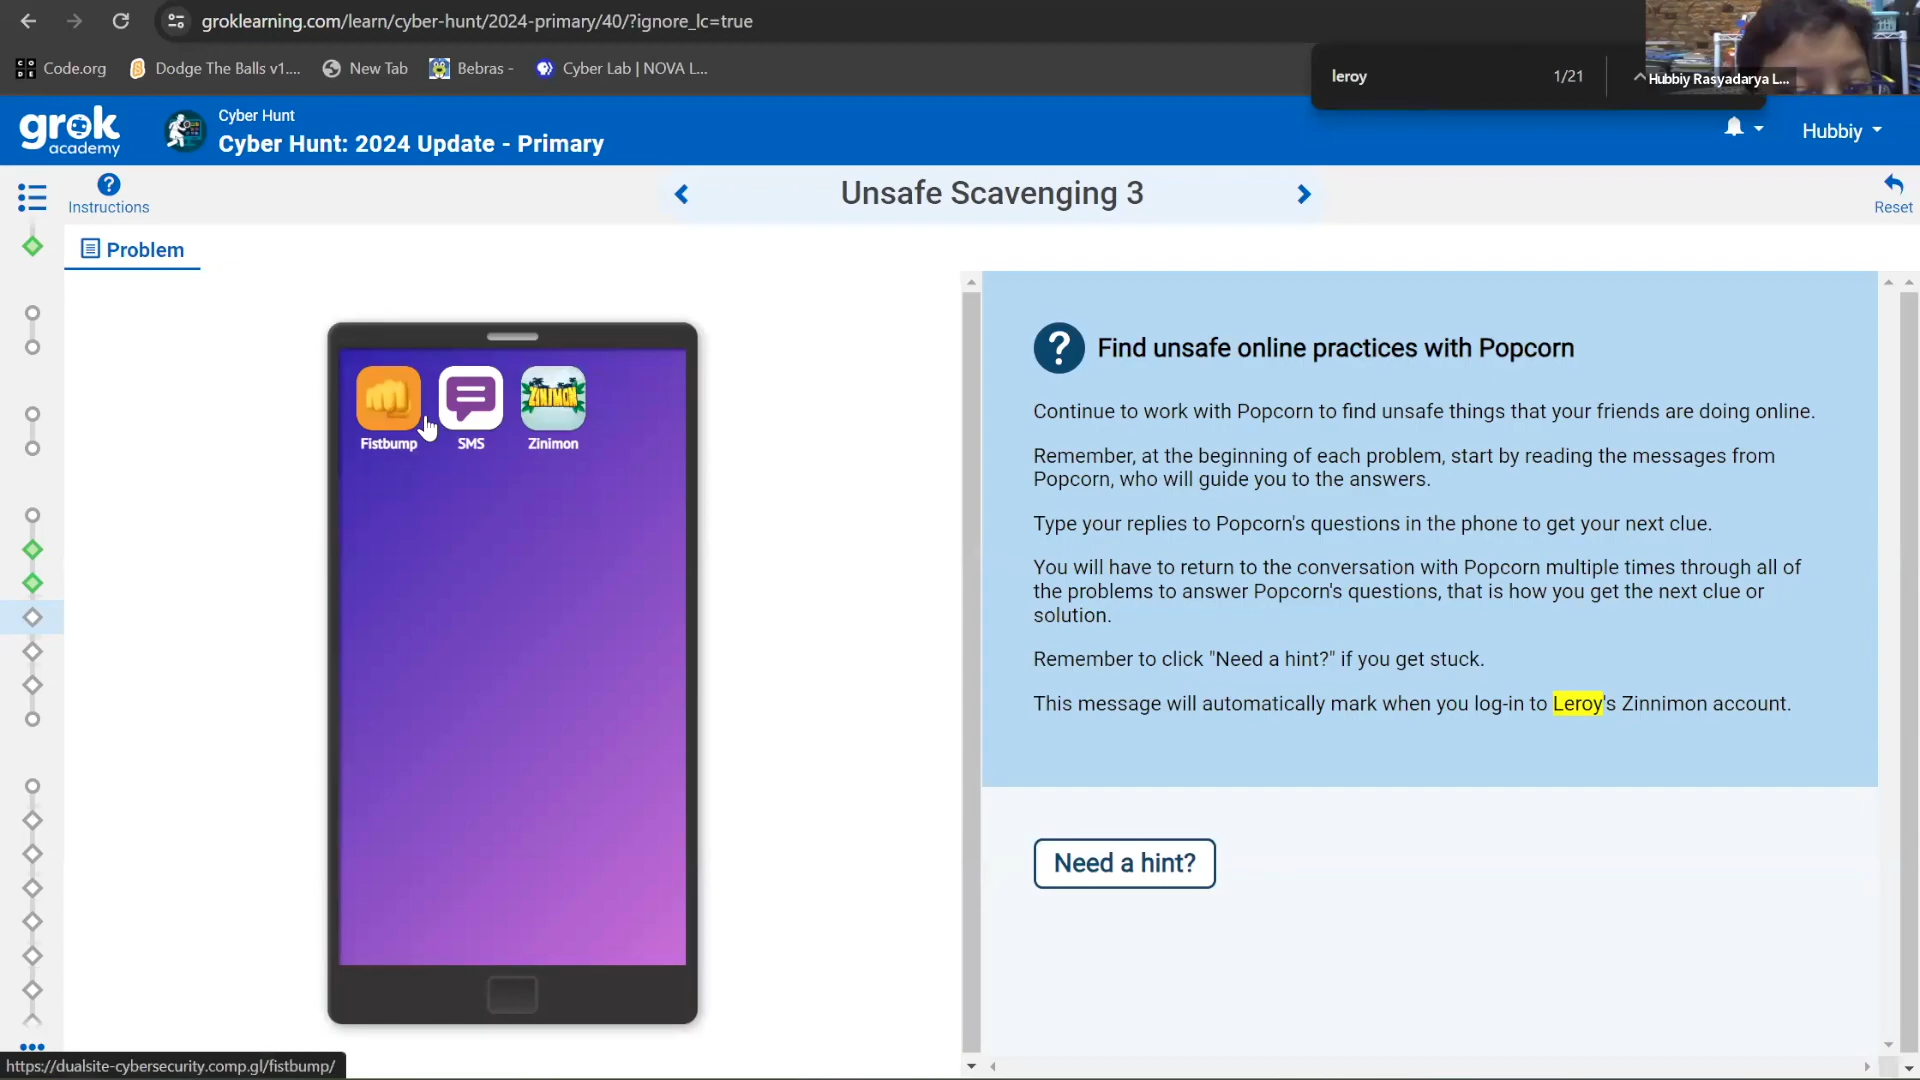 groklearning.com/learn/cyber-hunt/2024-primary/40/?ignore_lc=true
Code.org
Dodge The Balls v1....
New Tab
Bebras -
Cyber Lab | NOVA L...
leroy
1/21
Hubbiy Rasyadarya L...
grok
academy
Cyber Hunt
Cyber Hunt: 2024 Update - Primary
Hubbiy
Instructions
Unsafe Scavenging 3
Reset
Problem
ZINIMON
Fistbump
SMS
Zinimon
Find unsafe online practices with Popcorn
Continue to work with Popcorn to find unsafe things that your friends are doing online.
Remember, at the beginning of each problem, start by reading the messages from
Popcorn, who will guide you to the answers.
Type your replies to Popcorn's questions in the phone to get your next clue.
You will have to return to the conversation with Popcorn multiple times through all of
the problems to answer Popcorn's questions, that is how you get the next clue or
solution.
Remember to click "Need a hint?" if you get stuck.
This message will automatically mark when you log-in to Leroy's Zinnimon account.
Need a hint?
https://dualsite-cybersecurity.comp.gl/fistbump/